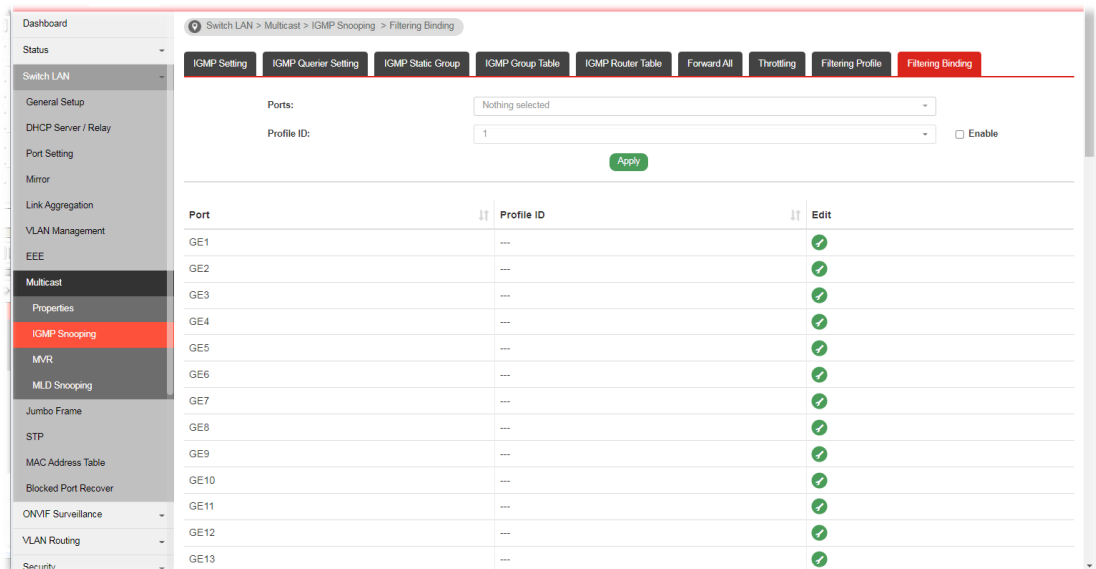 Dashboard
Status
Switch LAN
General Setup
DHCP Server / Relay
Port Setting
Mirror
Link Aggregation
VLAN Management
EEE
Multicast
Properties
IGMP Snooping
MVR
MLD Snooping
Jumbo Frame
STP
MAC Address Table
Blocked Port Recover
ONVIF Surveillance
VLAN Routing
Security
Switch LAN > Multicast > IGMP Snooping > Filtering Binding
IGMP Setting IGMP Querier Setting IGMP Static Group IGMP Group Table IGMP Router Table Forward All Throttling Filtering Profile Filtering Binding
Ports: Nothing selected
Profile ID: 1 Enable
Apply
Port Profile ID Edit
GE1 ---
GE2 ---
GE3 ---
GE4 ---
GE5 ---
GE6 ---
GE7 ---
GE8 ---
GE9 ---
GE10 ---
GE11 ---
GE12 ---
GE13 ---